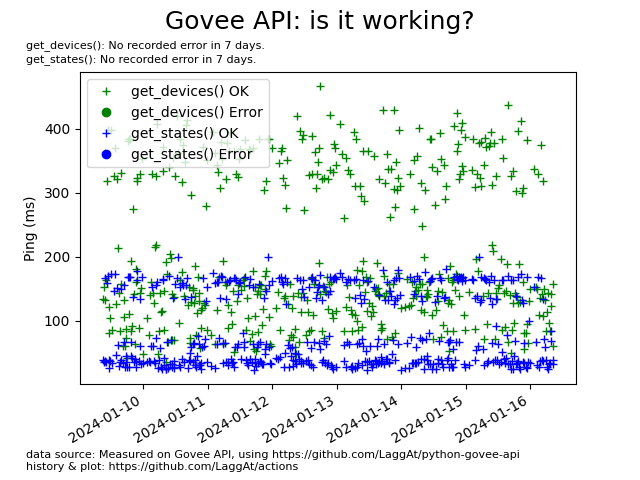 Govee API: is it working?
get_devices(): No recorded error in 7 days.
get_states(): No recorded error in 7 days.
get_devices() OK
get_devices() Error
get_states() OK
get_states() Error
Ping (ms)
400
300
200
100
2024-01-10
2024-01-11
2024-01-12
2024-01-13
2024-01-14
2024-01-15
2024-01-16
data source: Measured on Govee API, using https://github.com/LaggAt/python-govee-api
history & plot: https://github.com/LaggAt/actions